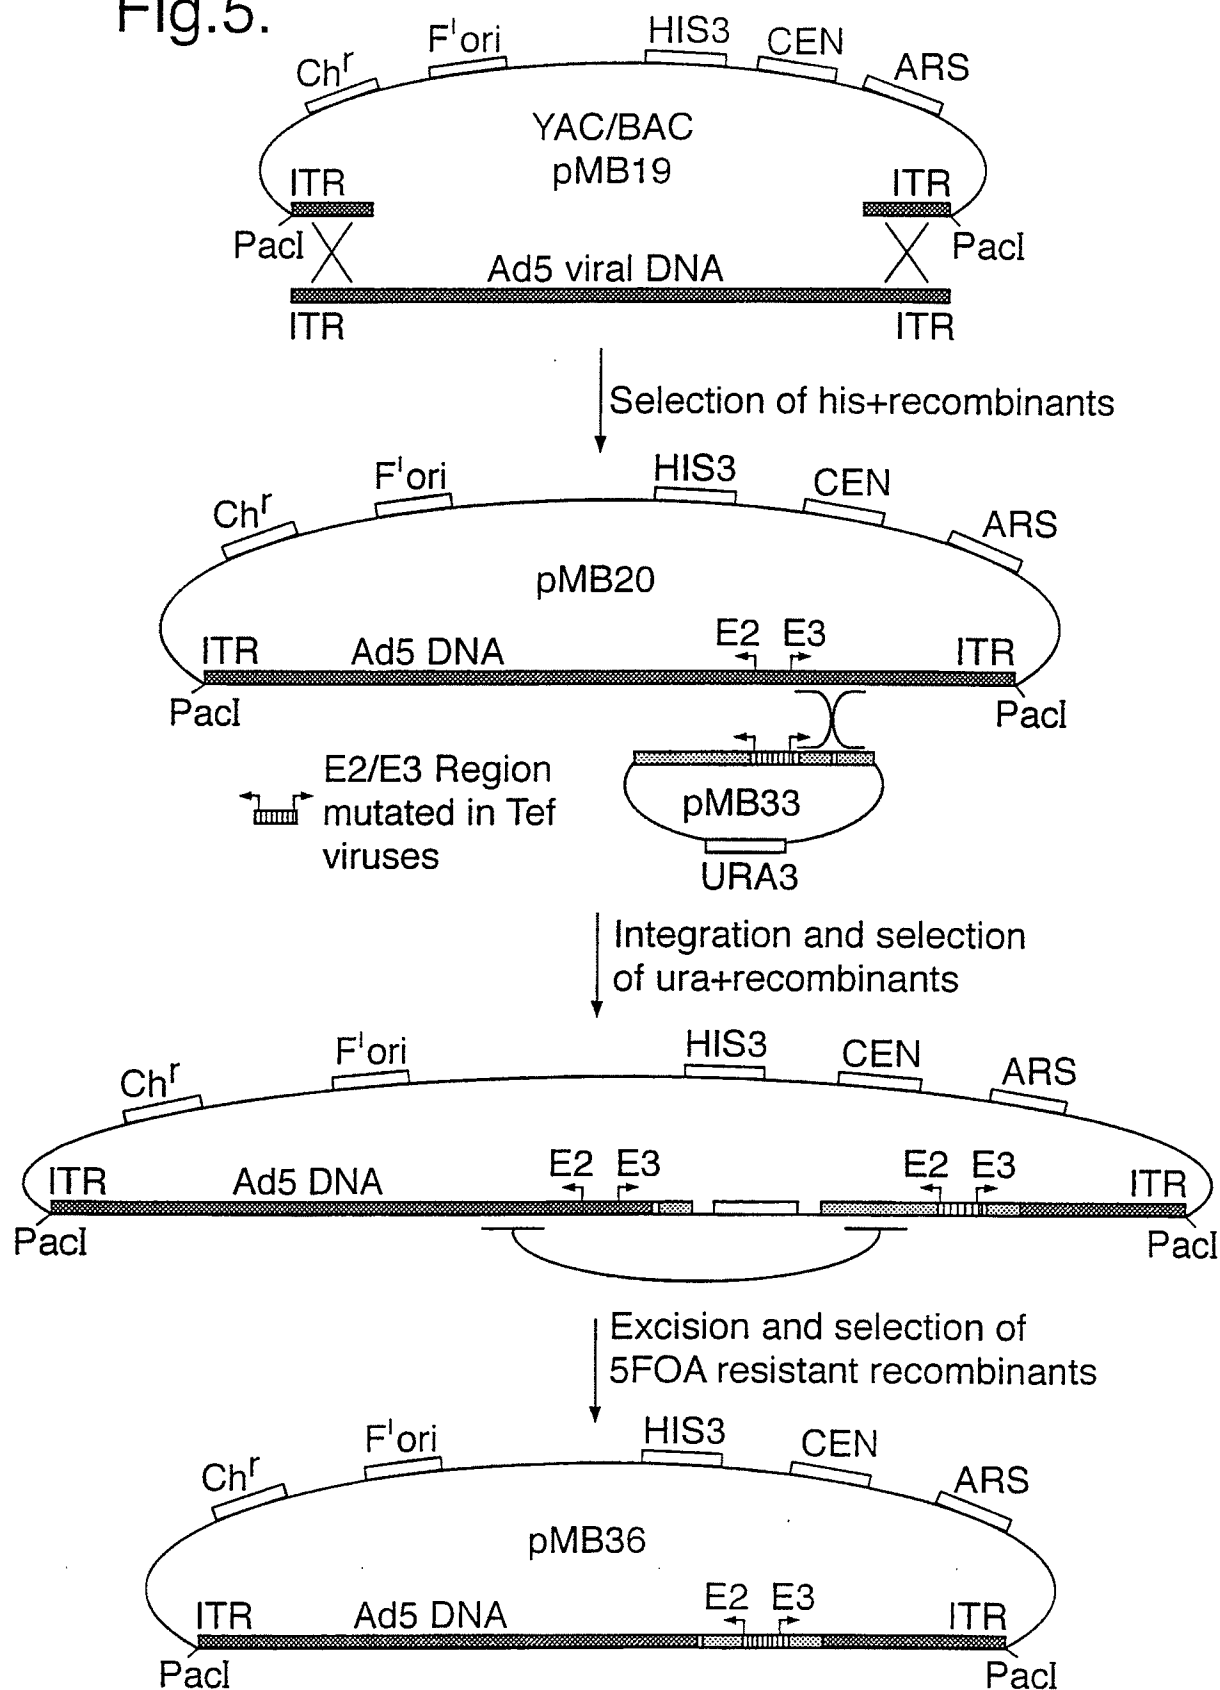 Fig.5.
Chr
F'ori
HIS3
CEN
ARS
YAC/BAC
pMB19
ITR
ITR
PacI
PacI
Ad5 viral DNA
ITR
ITR
Selection of his+recombinants
Chr
F'ori
HIS3
CEN
ARS
pMB20
ITR
Ad5 DNA
E2
E3
ITR
PacI
PacI
E2/E3 Region
mutated in Tef
viruses
pMB33
URA3
Integration and selection
of ura+recombinants
Chr
F'ori
HIS3
CEN
ARS
ITR
Ad5 DNA
E2
E3
E2
E3
ITR
PacI
PacI
Excision and selection of
5FOA resistant recombinants
Chr
F'ori
HIS3
CEN
ARS
pMB36
ITR
Ad5 DNA
E2
E3
ITR
PacI
PacI